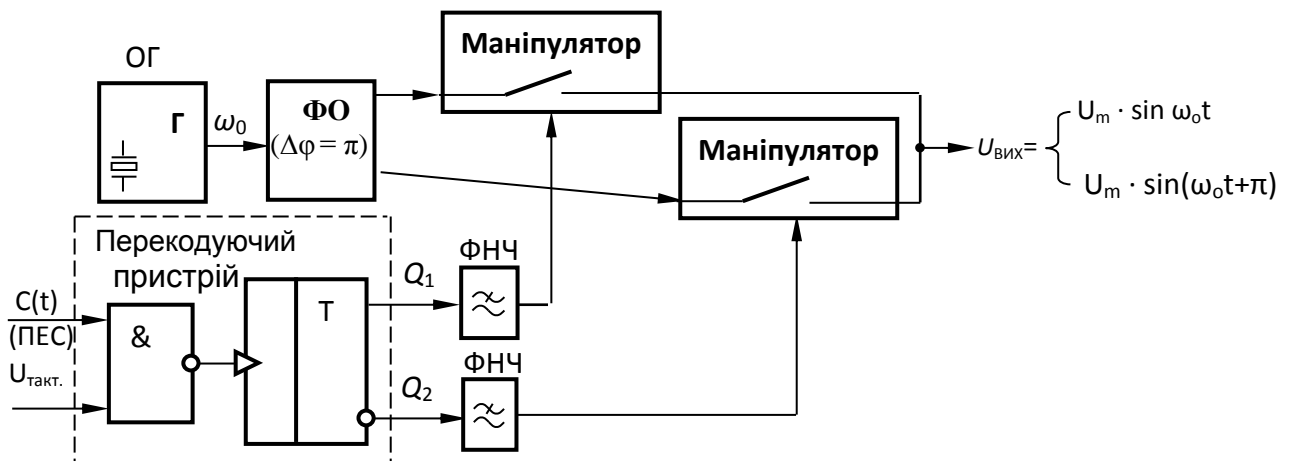 ОГ
Г
ω₀
ФО
(Δφ = π)
Маніпулятор
Маніпулятор
Uвих=
Uₘ · sin ωₒt
Uₘ · sin(ωₒt+π)
Перекодуючий
пристрій
C(t)
(ПЕС)
Uтакт.
&
T
Q₁
Q₂
ФНЧ
ФНЧ